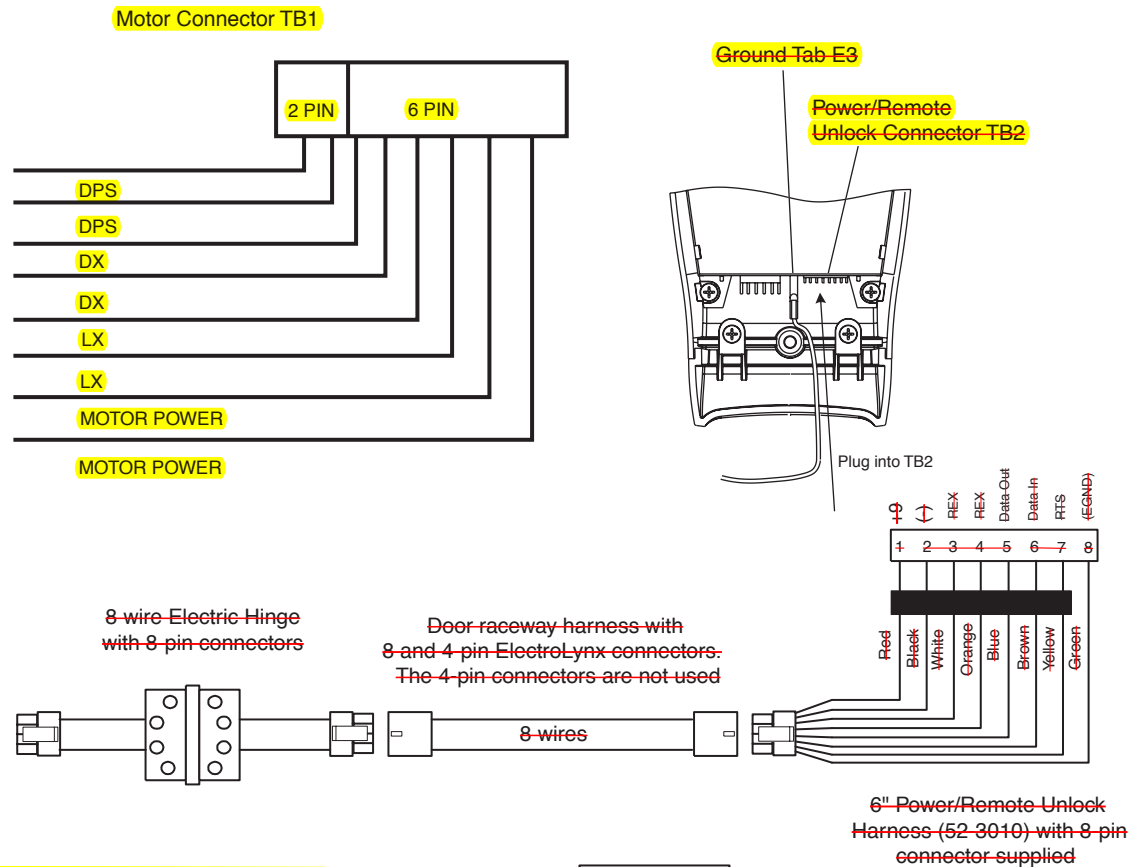 Motor Connector TB1
2 PIN
6 PIN
DPS
DPS
DX
DX
LX
LX
MOTOR POWER
MOTOR POWER
Ground Tab E3
Power/Remote
Unlock Connector TB2
Plug into TB2
+9
(-)
REX
REX
Data Out
Data In
RTS
(EGND)
1 2 3 4 5 6 7 8
Red
Black
White
Orange
Blue
Brown
Yellow
Green
8 wire Electric Hinge
with 8-pin connectors
Door raceway harness with
8 and 4-pin ElectroLynx connectors.
The 4-pin connectors are not used
8 wires
6" Power/Remote Unlock
Harness (52-3010) with 8-pin
connector supplied